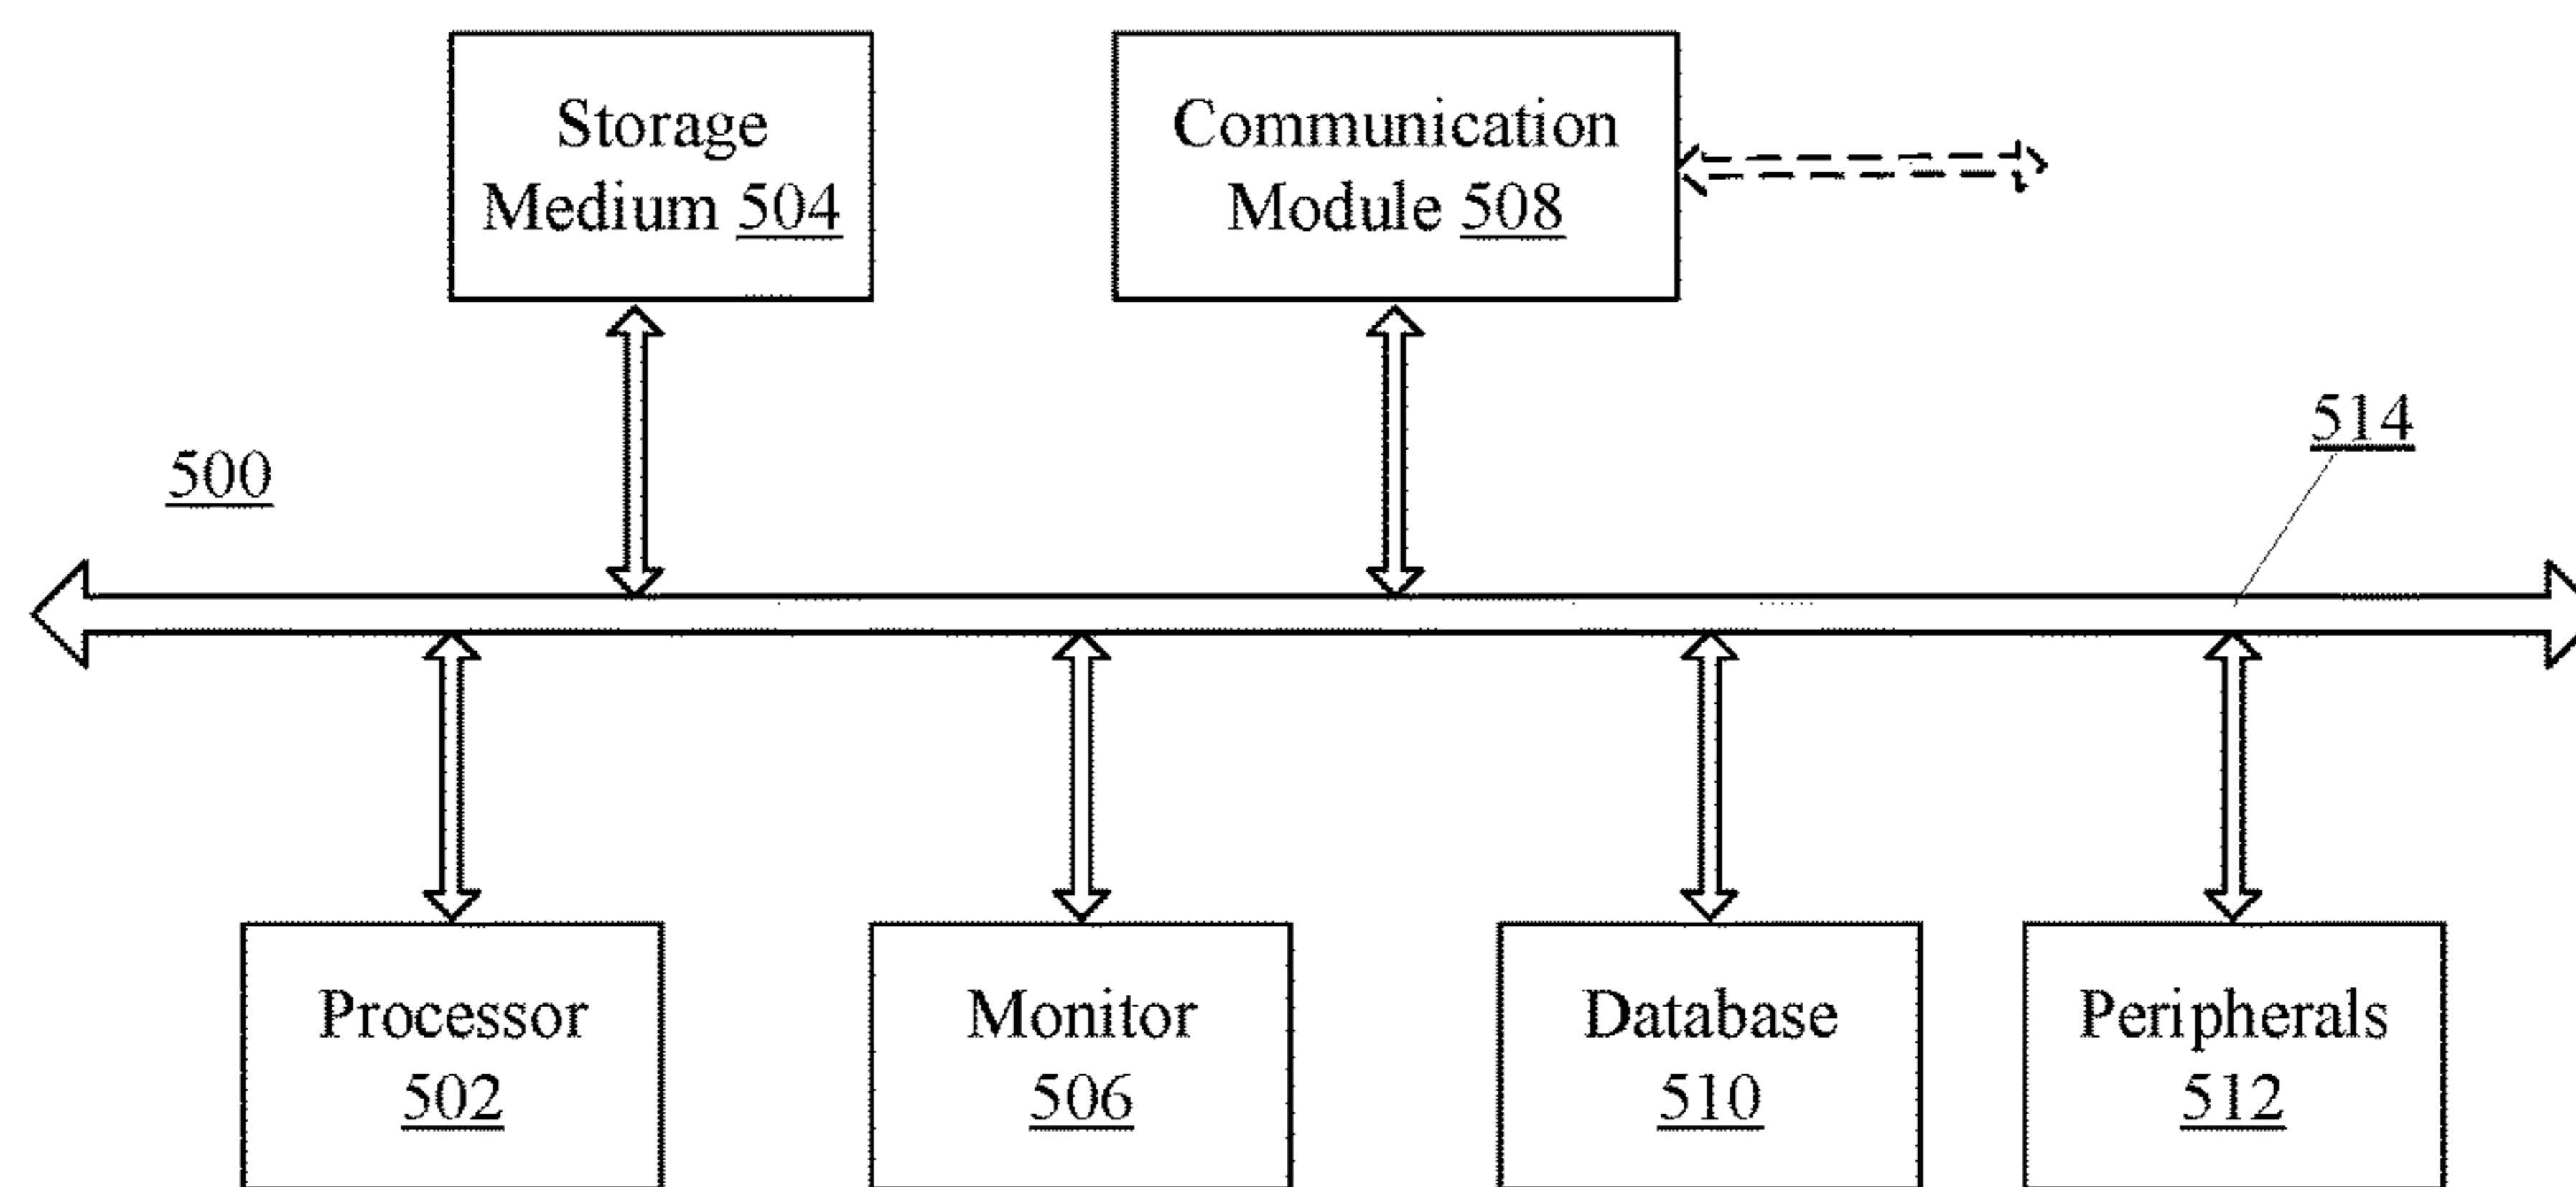 Storage
Medium 504
Communication
Module 508
500
514
Processor
502
Monitor
506
Database
510
Peripherals
512